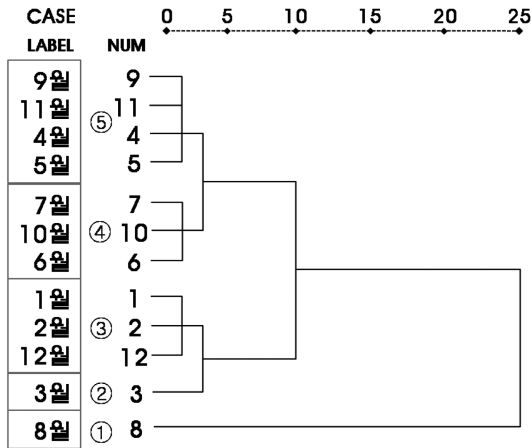 CASE 0 5 10 15 20 25
LABEL NUM
9월 9
11월 11
4월 ⑤ 4
5월 5
7월 7
10월 ④ 10
6월 6
1월 1
2월 ③ 2
12월 12
3월 ② 3
8월 ① 8